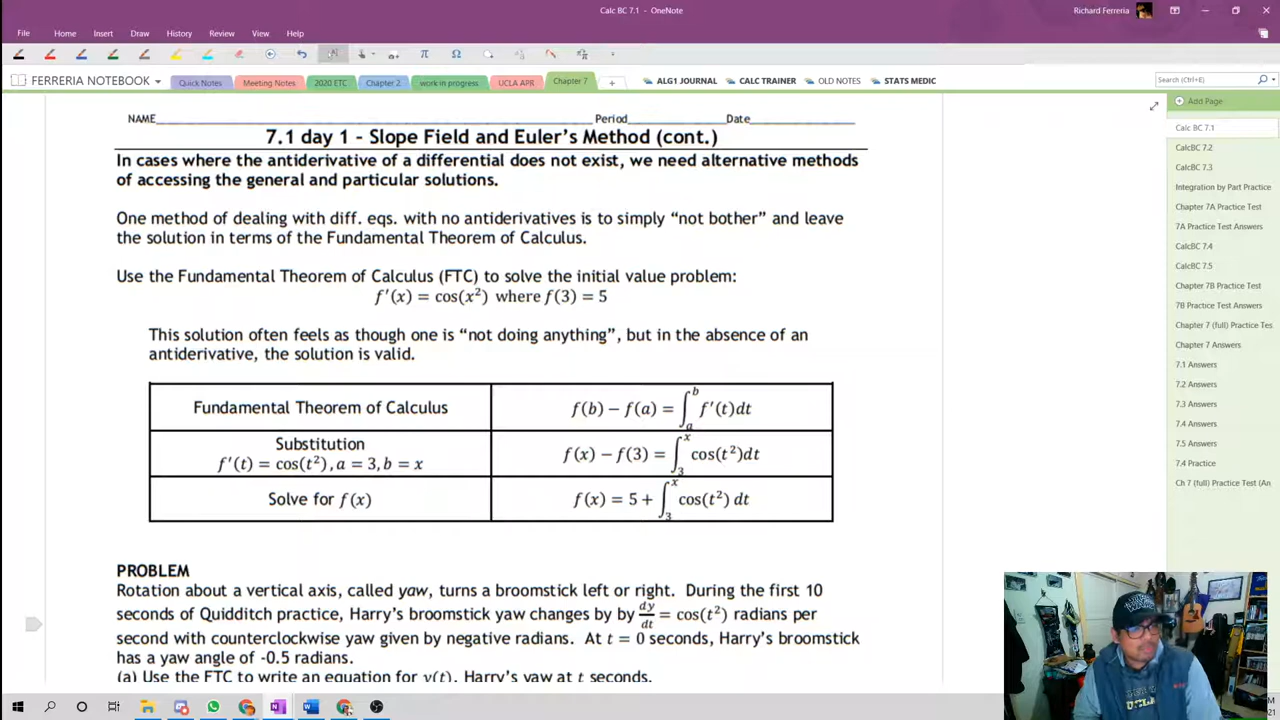 Calc BC 7.1 - OneNote
Richard Ferreria
File Home Insert Draw History Review View Help
FERRERIA NOTEBOOK
Quick Notes Meeting Notes 2020 ETC Chapter 2 work in progress UCLA APR Chapter 7 +
ALG1 JOURNAL CALC TRAINER OLD NOTES STATS MEDIC
Search (Ctrl+E)
Add Page
Calc BC 7.1
CalcBC 7.2
CalcBC 7.3
Integration by Part Practice
Chapter 7A Practice Test
7A Practice Test Answers
CalcBC 7.4
CalcBC 7.5
Chapter 7B Practice Test
7B Practice Test Answers
Chapter 7 (full) Practice Tes
Chapter 7 Answers
7.1 Answers
7.2 Answers
7.3 Answers
7.4 Answers
7.5 Answers
7.4 Practice
Ch 7 (full) Practice Test (An
NAME Period Date
7.1 day 1 – Slope Field and Euler's Method (cont.)
In cases where the antiderivative of a differential does not exist, we need alternative methods
of accessing the general and particular solutions.
One method of dealing with diff. eqs. with no antiderivatives is to simply "not bother" and leave
the solution in terms of the Fundamental Theorem of Calculus.
Use the Fundamental Theorem of Calculus (FTC) to solve the initial value problem:
f′(x) = cos(x²) where f(3) = 5
This solution often feels as though one is "not doing anything", but in the absence of an
antiderivative, the solution is valid.
Fundamental Theorem of Calculus f(b) − f(a) = ∫ₐᵇ f′(t)dt
Substitution
f′(t) = cos(t²), a = 3, b = x f(x) − f(3) = ∫₃ˣ cos(t²)dt
Solve for f(x) f(x) = 5 + ∫₃ˣ cos(t²) dt
PROBLEM
Rotation about a vertical axis, called yaw, turns a broomstick left or right. During the first 10
seconds of Quidditch practice, Harry's broomstick yaw changes by by dy/dt = cos(t²) radians per
second with counterclockwise yaw given by negative radians. At t = 0 seconds, Harry's broomstick
has a yaw angle of -0.5 radians.
(a) Use the FTC to write an equation for y(t), Harry's yaw at t seconds.
UCLA